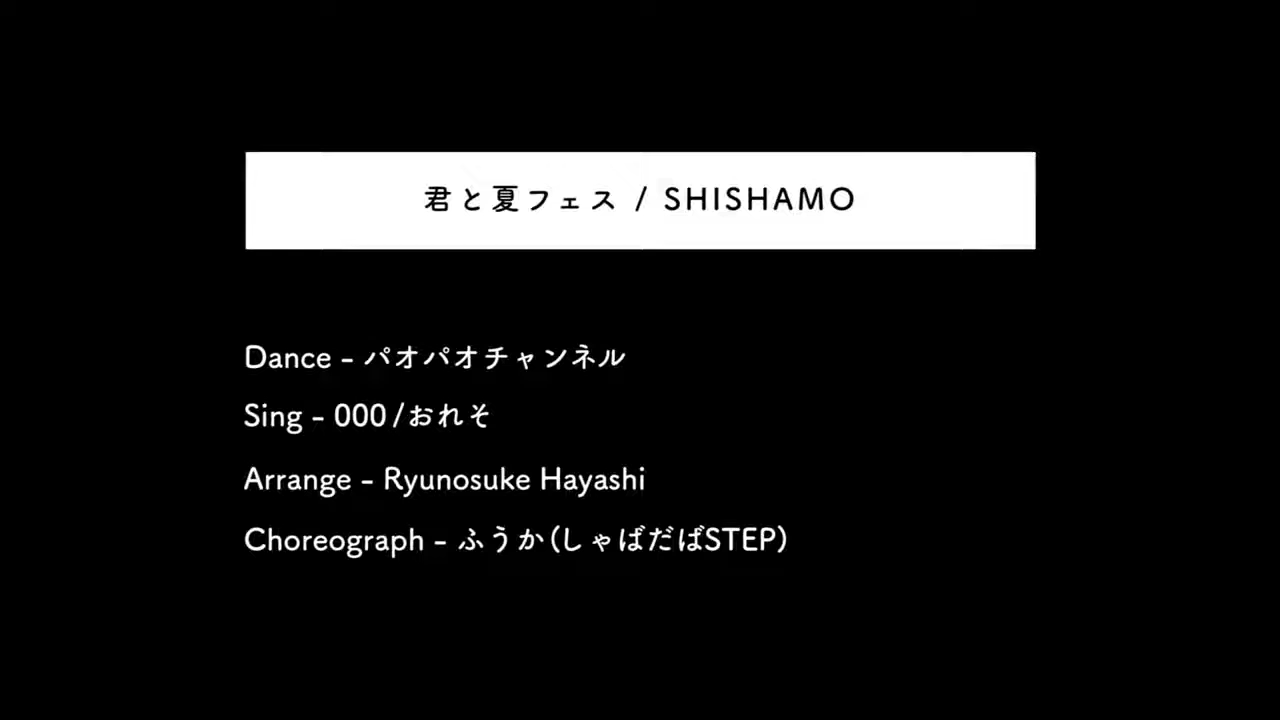 君と夏フェス / SHISHAMO
Dance - パオパオチャンネル
Sing - 000/おれそ
Arrange - Ryunosuke Hayashi
Choreograph - ふうか(しゃばだばSTEP)